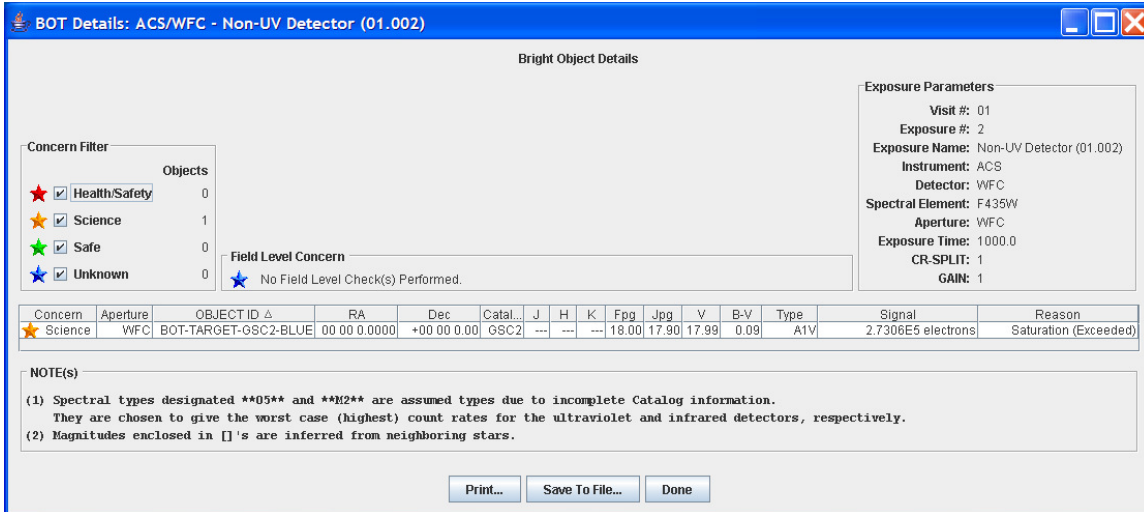 BOT Details: ACS/WFC - Non-UV Detector (01.002)
Bright Object Details
Exposure Parameters
Visit #: 01
Exposure #: 2
Exposure Name: Non-UV Detector (01.002)
Instrument: ACS
Detector: WFC
Spectral Element: F435W
Aperture: WFC
Exposure Time: 1000.0
CR-SPLIT: 1
GAIN: 1
Concern Filter
Objects
Health/Safety 0
Science 1
Safe 0
Unknown 0
Field Level Concern
No Field Level Check(s) Performed.
Concern Aperture OBJECT ID △ RA Dec Catal... J H K Fpg Jpg V B-V Type Signal Reason
Science WFC BOT-TARGET-GSC2-BLUE 00 00 0.0000 +00 00 0.00 GSC2 --- --- --- 18.00 17.90 17.99 0.09 A1V 2.7306E5 electrons Saturation (Exceeded)
NOTE(s)
(1) Spectral types designated **O5** and **M2** are assumed types due to incomplete Catalog information.
They are chosen to give the worst case (highest) count rates for the ultraviolet and infrared detectors, respectively.
(2) Magnitudes enclosed in []'s are inferred from neighboring stars.
Print... Save To File... Done